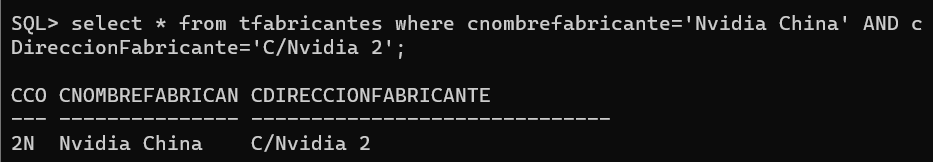 SQL> select * from tfabricantes where cnombrefabricante='Nvidia China' AND c
DireccionFabricante='C/Nvidia 2';
CCO CNOMBREFABRICAN CDIRECCIONFABRICANTE
--- --------------- ------------------------------
2N  Nvidia China    C/Nvidia 2